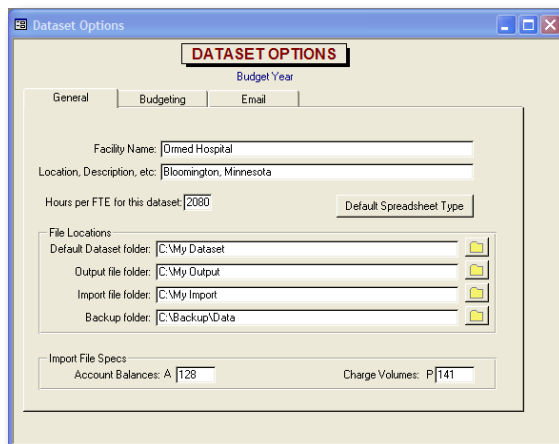 Dataset Options
DATASET OPTIONS
Budget Year
General Budgeting Email
Facility Name: Ormed Hospital
Location, Description, etc: Bloomington, Minnesota
Hours per FTE for this dataset: 2080 Default Spreadsheet Type
File Locations
Default Dataset folder: C:\My Dataset
Output file folder: C:\My Output
Import file folder: C:\My Import
Backup folder: C:\Backup\Data
Import File Specs
Account Balances: A 128 Charge Volumes: P 141